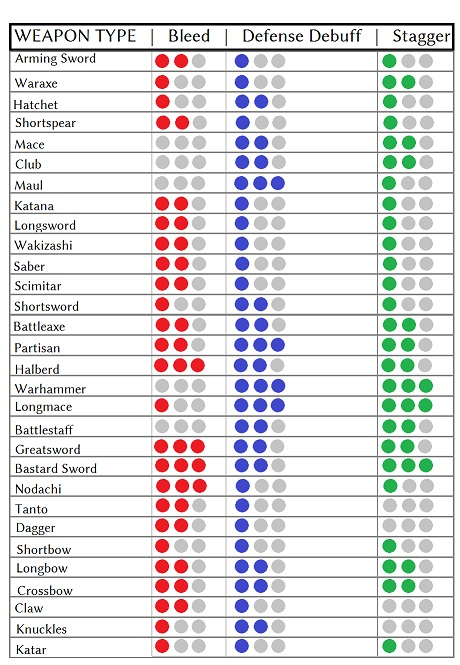 WEAPON TYPE | Bleed | Defense Debuff | Stagger
Arming Sword
Waraxe
Hatchet
Shortspear
Mace
Club
Maul
Katana
Longsword
Wakizashi
Saber
Scimitar
Shortsword
Battleaxe
Partisan
Halberd
Warhammer
Longmace
Battlestaff
Greatsword
Bastard Sword
Nodachi
Tanto
Dagger
Shortbow
Longbow
Crossbow
Claw
Knuckles
Katar